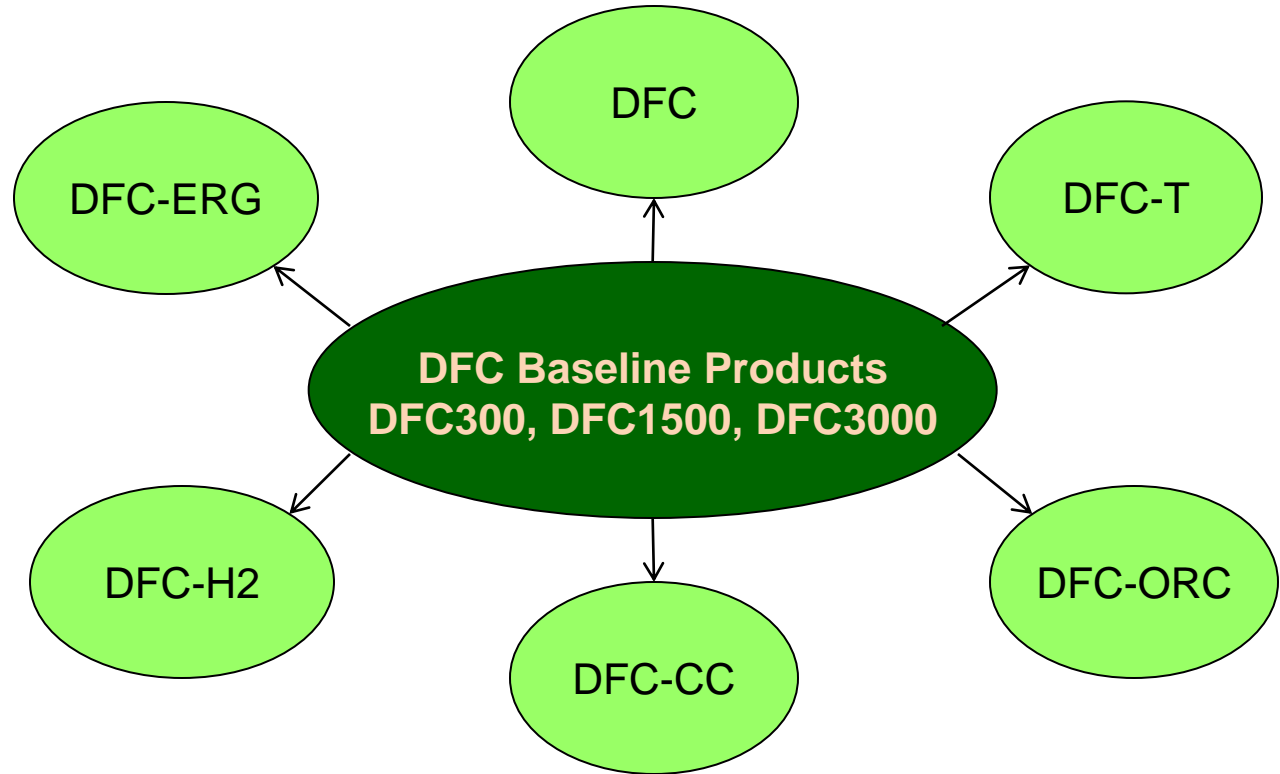 DFC
DFC-ERG
DFC-T
DFC Baseline Products
DFC300, DFC1500, DFC3000
DFC-H2
DFC-ORC
DFC-CC